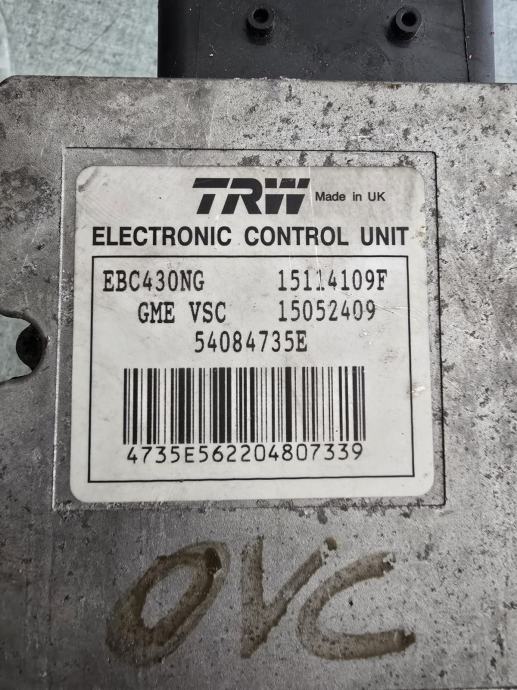 TRW Made in UK
ELECTRONIC CONTROL UNIT
EBC430NG 15114109F
GME VSC 15052409
54084735E
4735E562204807339
OVC